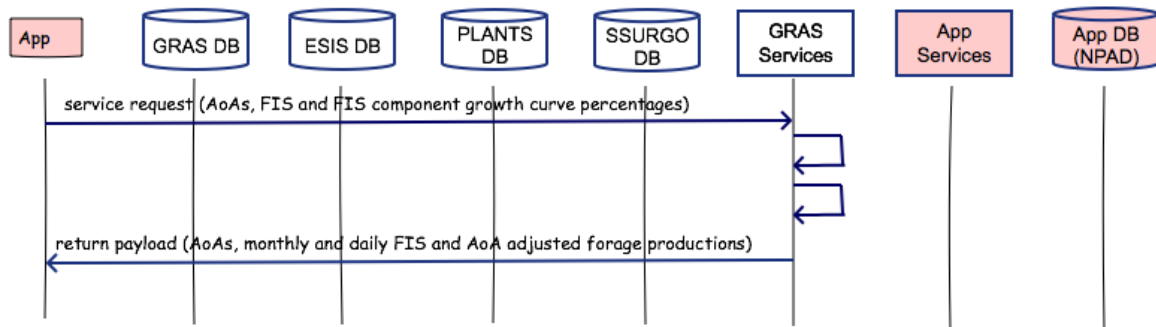 App
GRAS DB
ESIS DB
PLANTS
DB
SSURGO
DB
GRAS
Services
App
Services
App DB
(NPAD)
service request (AoAs, FIS and FIS component growth curve percentages)
return payload (AoAs, monthly and daily FIS and AoA adjusted forage productions)